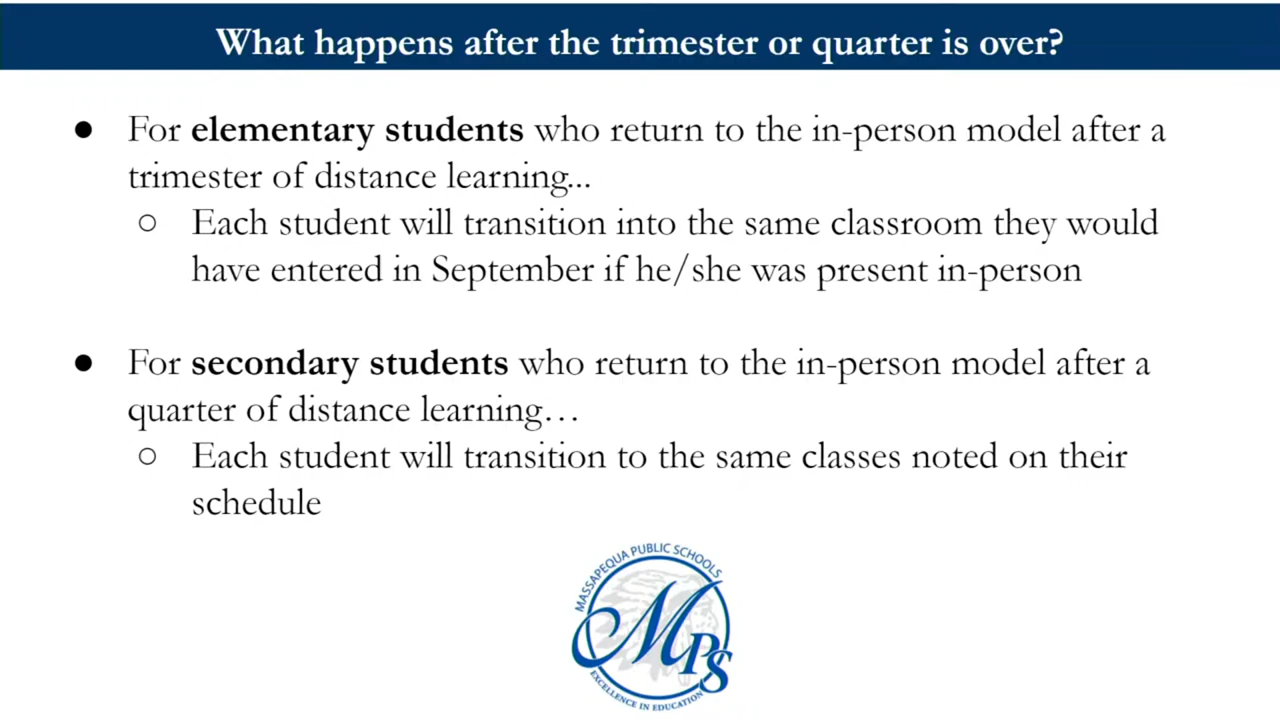 What happens after the trimester or quarter is over?
● For elementary students who return to the in-person model after a
trimester of distance learning...
○ Each student will transition into the same classroom they would
have entered in September if he/she was present in-person
● For secondary students who return to the in-person model after a
quarter of distance learning…
○ Each student will transition to the same classes noted on their
schedule
MASSAPEQUA PUBLIC SCHOOLS
MPS
EXCELLENCE IN EDUCATION